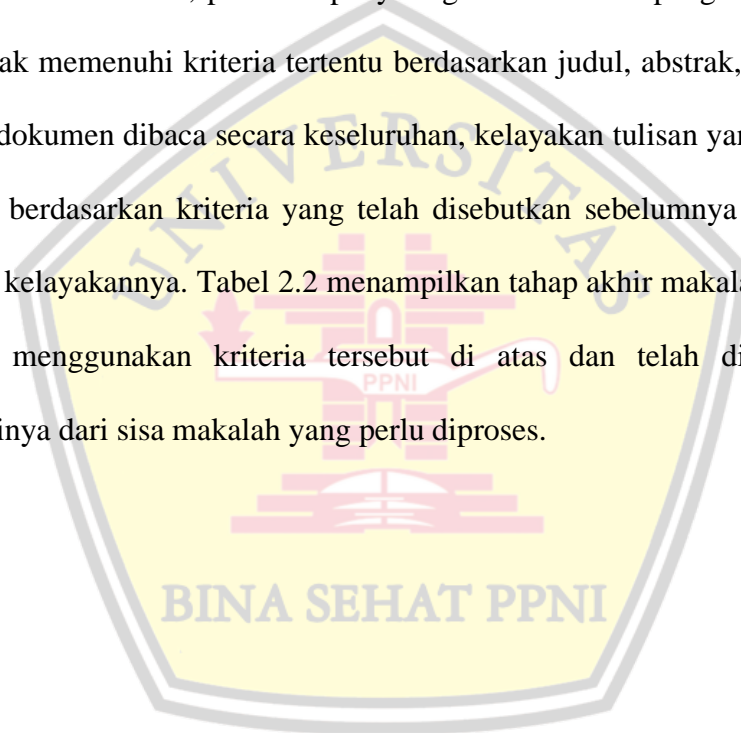 ak memenuhi kriteria tertentu berdasarkan judul, abstrak,
dokumen dibaca secara keseluruhan, kelayakan tulisan yan
berdasarkan kriteria yang telah disebutkan sebelumnya
kelayakannya. Tabel 2.2 menampilkan tahap akhir makala
menggunakan kriteria tersebut di atas dan telah di
inya dari sisa makalah yang perlu diproses.
UNIVERSITAS
PPNI
BINA SEHAT PPNI